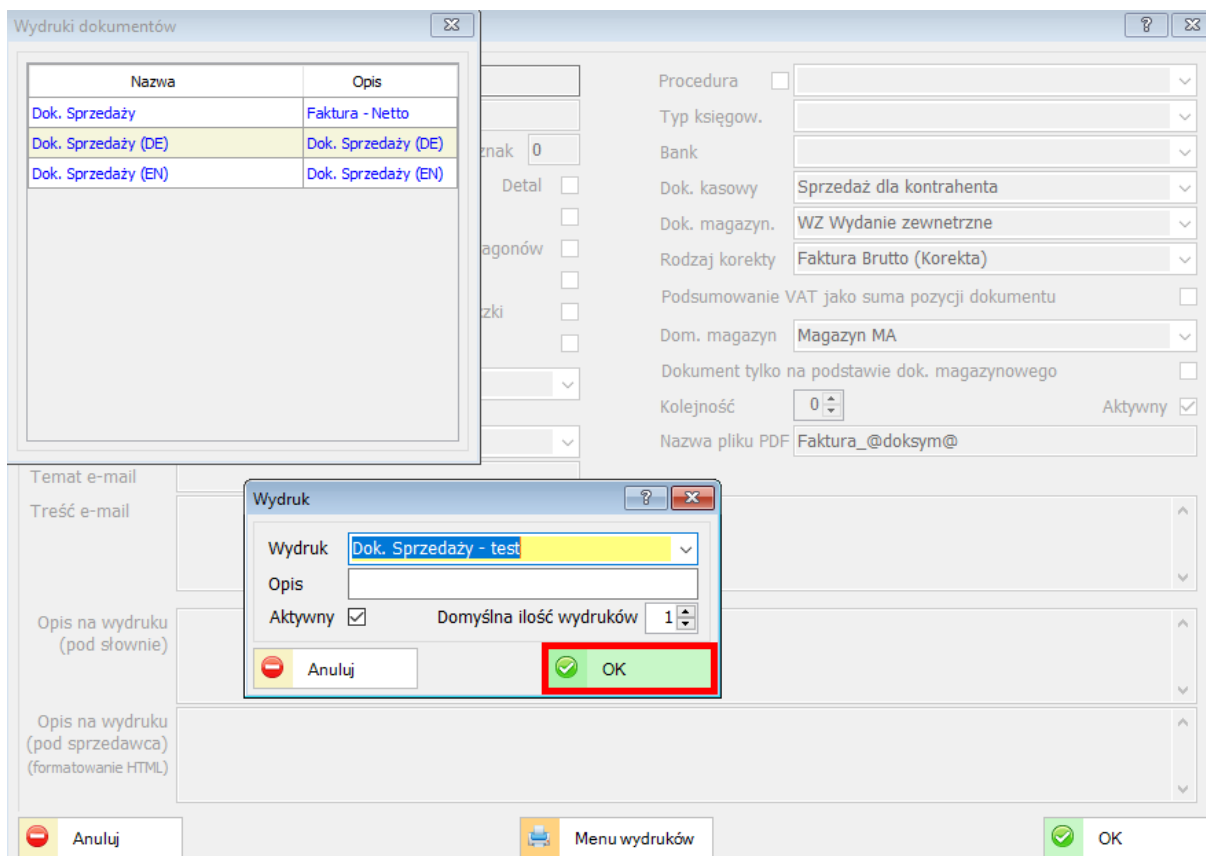 Wydruki dokumentów
Nazwa Opis
Dok. Sprzedaży Faktura - Netto
Dok. Sprzedaży (DE) Dok. Sprzedaży (DE)
Dok. Sprzedaży (EN) Dok. Sprzedaży (EN)
znak 0
Detal
agonów
zki
Procedura
Typ księgow.
Bank
Dok. kasowy Sprzedaż dla kontrahenta
Dok. magazyn. WZ Wydanie zewnetrzne
Rodzaj korekty Faktura Brutto (Korekta)
Podsumowanie VAT jako suma pozycji dokumentu
Dom. magazyn Magazyn MA
Dokument tylko na podstawie dok. magazynowego
Kolejność 0 Aktywny
Nazwa pliku PDF Faktura_@doksym@
Temat e-mail
Treść e-mail
Wydruk
Wydruk Dok. Sprzedaży - test
Opis
Aktywny Domyślna ilość wydruków 1
Anuluj OK
Opis na wydruku
(pod słownie)
Opis na wydruku
(pod sprzedawca)
(formatowanie HTML)
Anuluj Menu wydruków OK